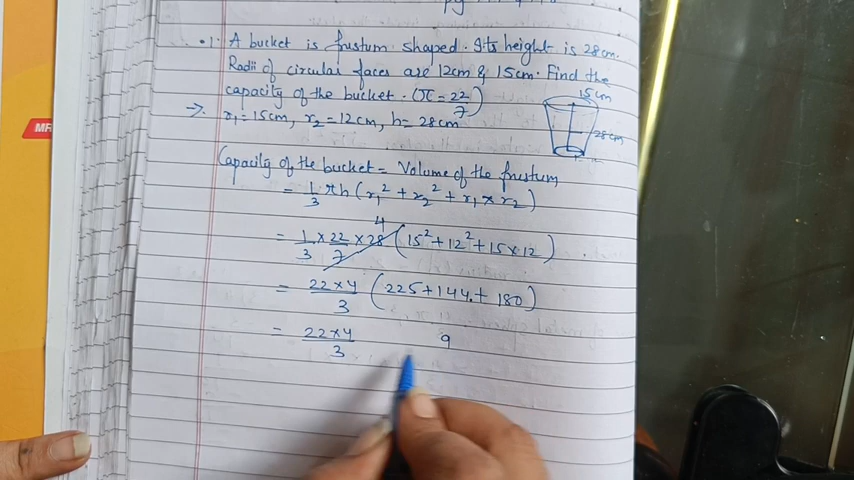 MR
pg
.1. A bucket is frustum shaped. Its height is 28cm.
Radii of circular faces are 12cm & 15cm. Find the
capacity of the bucket. (π = 22/7)
→ r₁ = 15cm, r₂ = 12cm, h = 28cm
15cm
28cm
Capacity of the bucket = Volume of the frustum
= 1/3 πh (r₁² + r₂² + r₁ × r₂)
4
= 1/3 × 22/7 × 28 (15² + 12² + 15 × 12)
= 22×4/3 (225 + 144 + 180)
= 22×4/3 9